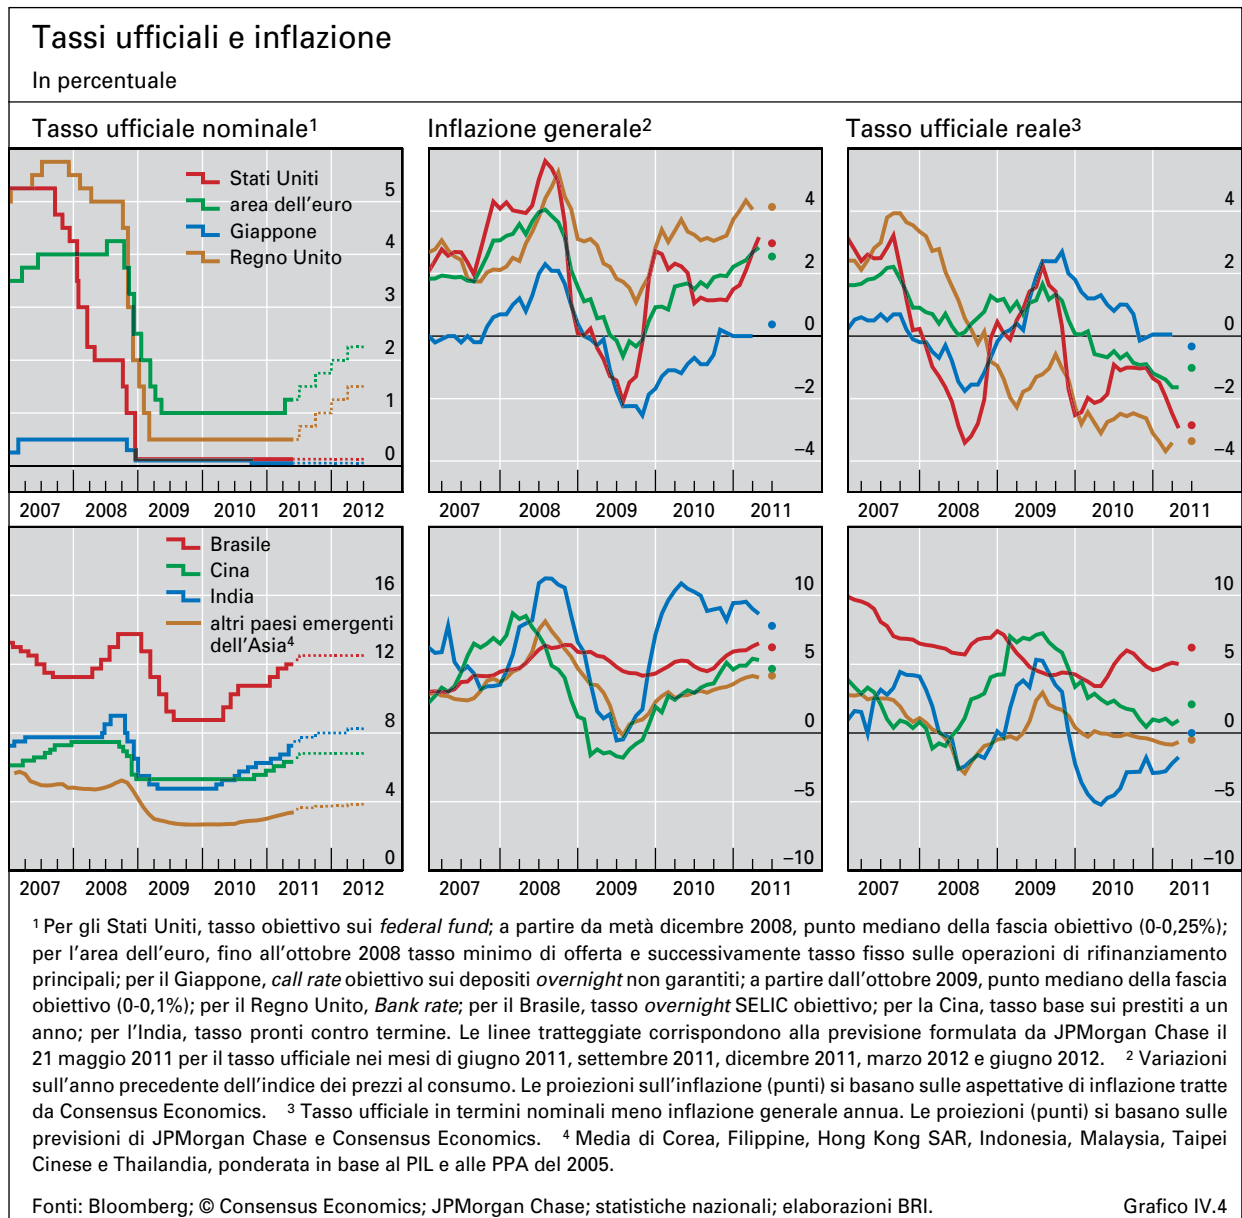 Tassi ufficiali e inflazione
In percentuale
Tasso ufficiale nominale¹
Inflazione generale²
Tasso ufficiale reale³
Stati Uniti
area dell'euro
Giappone
Regno Unito
5
4
3
2
1
0
4
2
0
–2
–4
4
2
0
–2
–4
2007 2008 2009 2010 2011 2012
2007 2008 2009 2010 2011
2007 2008 2009 2010 2011
Brasile
Cina
India
altri paesi emergenti
dell'Asia⁴
16
12
8
4
0
10
5
0
–5
–10
10
5
0
–5
–10
2007 2008 2009 2010 2011 2012
2007 2008 2009 2010 2011
2007 2008 2009 2010 2011
¹ Per gli Stati Uniti, tasso obiettivo sui federal fund; a partire da metà dicembre 2008, punto mediano della fascia obiettivo (0-0,25%);
per l'area dell'euro, fino all'ottobre 2008 tasso minimo di offerta e successivamente tasso fisso sulle operazioni di rifinanziamento
principali; per il Giappone, call rate obiettivo sui depositi overnight non garantiti; a partire dall'ottobre 2009, punto mediano della fascia
obiettivo (0-0,1%); per il Regno Unito, Bank rate; per il Brasile, tasso overnight SELIC obiettivo; per la Cina, tasso base sui prestiti a un
anno; per l'India, tasso pronti contro termine. Le linee tratteggiate corrispondono alla previsione formulata da JPMorgan Chase il
21 maggio 2011 per il tasso ufficiale nei mesi di giugno 2011, settembre 2011, dicembre 2011, marzo 2012 e giugno 2012. ² Variazioni
sull'anno precedente dell'indice dei prezzi al consumo. Le proiezioni sull'inflazione (punti) si basano sulle aspettative di inflazione tratte
da Consensus Economics. ³ Tasso ufficiale in termini nominali meno inflazione generale annua. Le proiezioni (punti) si basano sulle
previsioni di JPMorgan Chase e Consensus Economics. ⁴ Media di Corea, Filippine, Hong Kong SAR, Indonesia, Malaysia, Taipei
Cinese e Thailandia, ponderata in base al PIL e alle PPA del 2005.
Fonti: Bloomberg; © Consensus Economics; JPMorgan Chase; statistiche nazionali; elaborazioni BRI.
Grafico IV.4